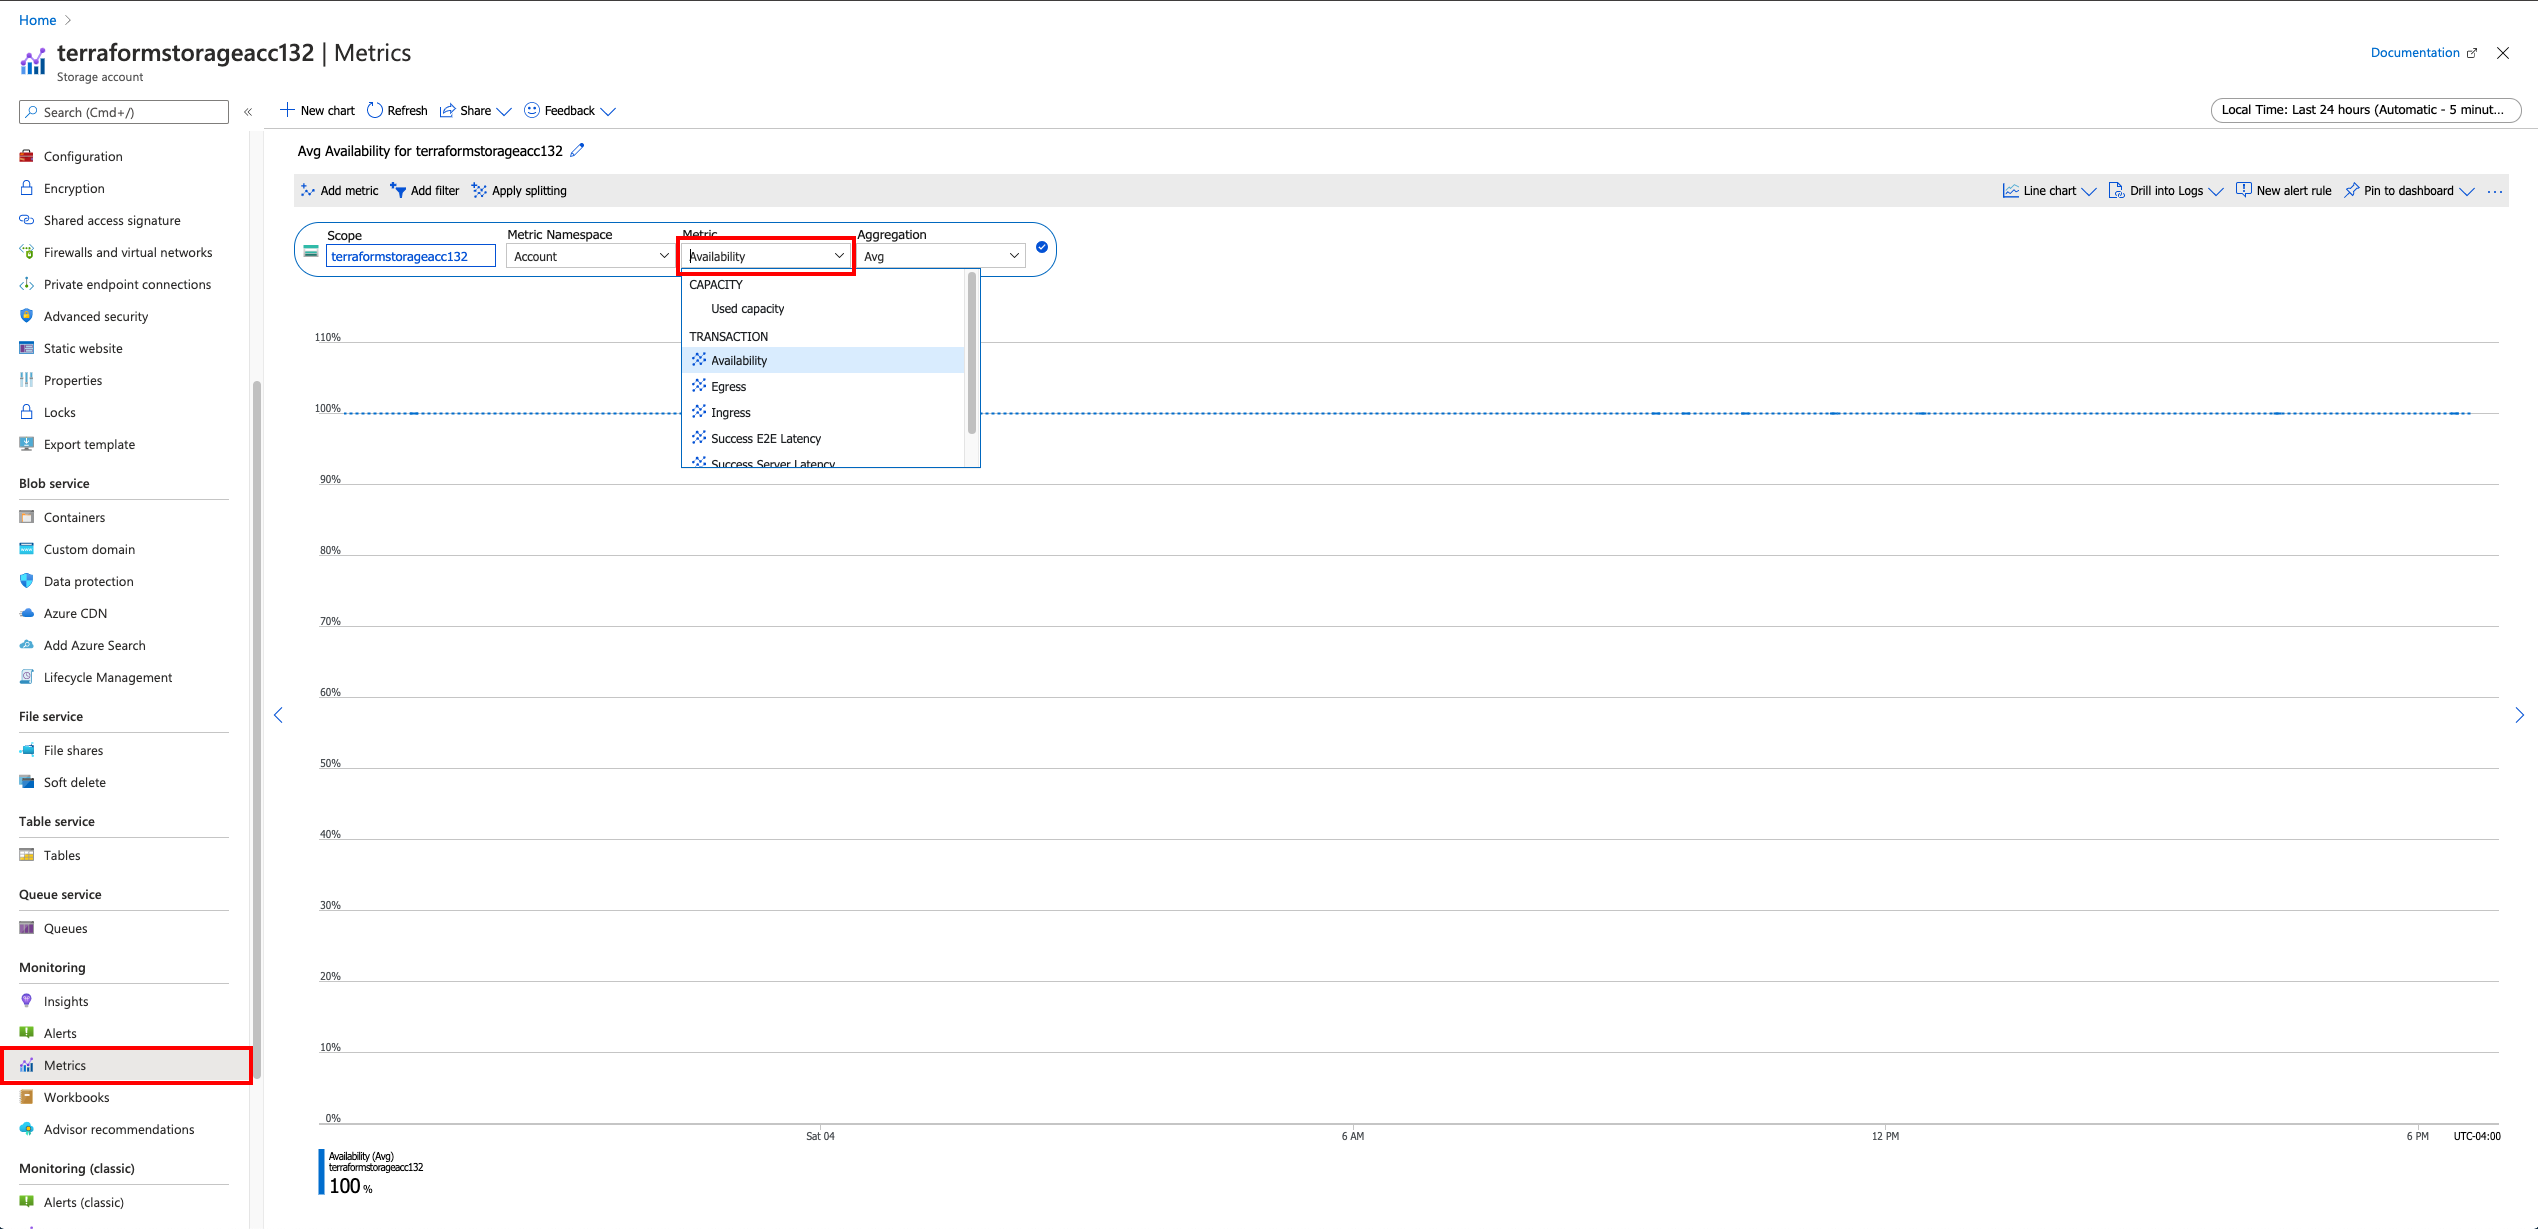 Home
terraformstorageacc132 | Metrics
Storage account
Documentation
Search (Cmd+/)
«
New chart
Refresh
Share
Feedback
Local Time: Last 24 hours (Automatic - 5 minut...
Configuration
Encryption
Shared access signature
Firewalls and virtual networks
Private endpoint connections
Advanced security
Static website
Properties
Locks
Export template
Blob service
Containers
Custom domain
Data protection
Azure CDN
Add Azure Search
Lifecycle Management
File service
File shares
Soft delete
Table service
Tables
Queue service
Queues
Monitoring
Insights
Alerts
Metrics
Workbooks
Advisor recommendations
Monitoring (classic)
Alerts (classic)
Avg Availability for terraformstorageacc132
Add metric
Add filter
Apply splitting
Line chart
Drill into Logs
New alert rule
Pin to dashboard
...
Scope
terraformstorageacc132
Metric Namespace
Account
Metric
Availability
Aggregation
Avg
CAPACITY
Used capacity
TRANSACTION
Availability
Egress
Ingress
Success E2E Latency
Success Server Latency
110%
100%
90%
80%
70%
60%
50%
40%
30%
20%
10%
0%
Sat 04
6 AM
12 PM
6 PM
UTC-04:00
Availability (Avg)
terraformstorageacc132
100 %